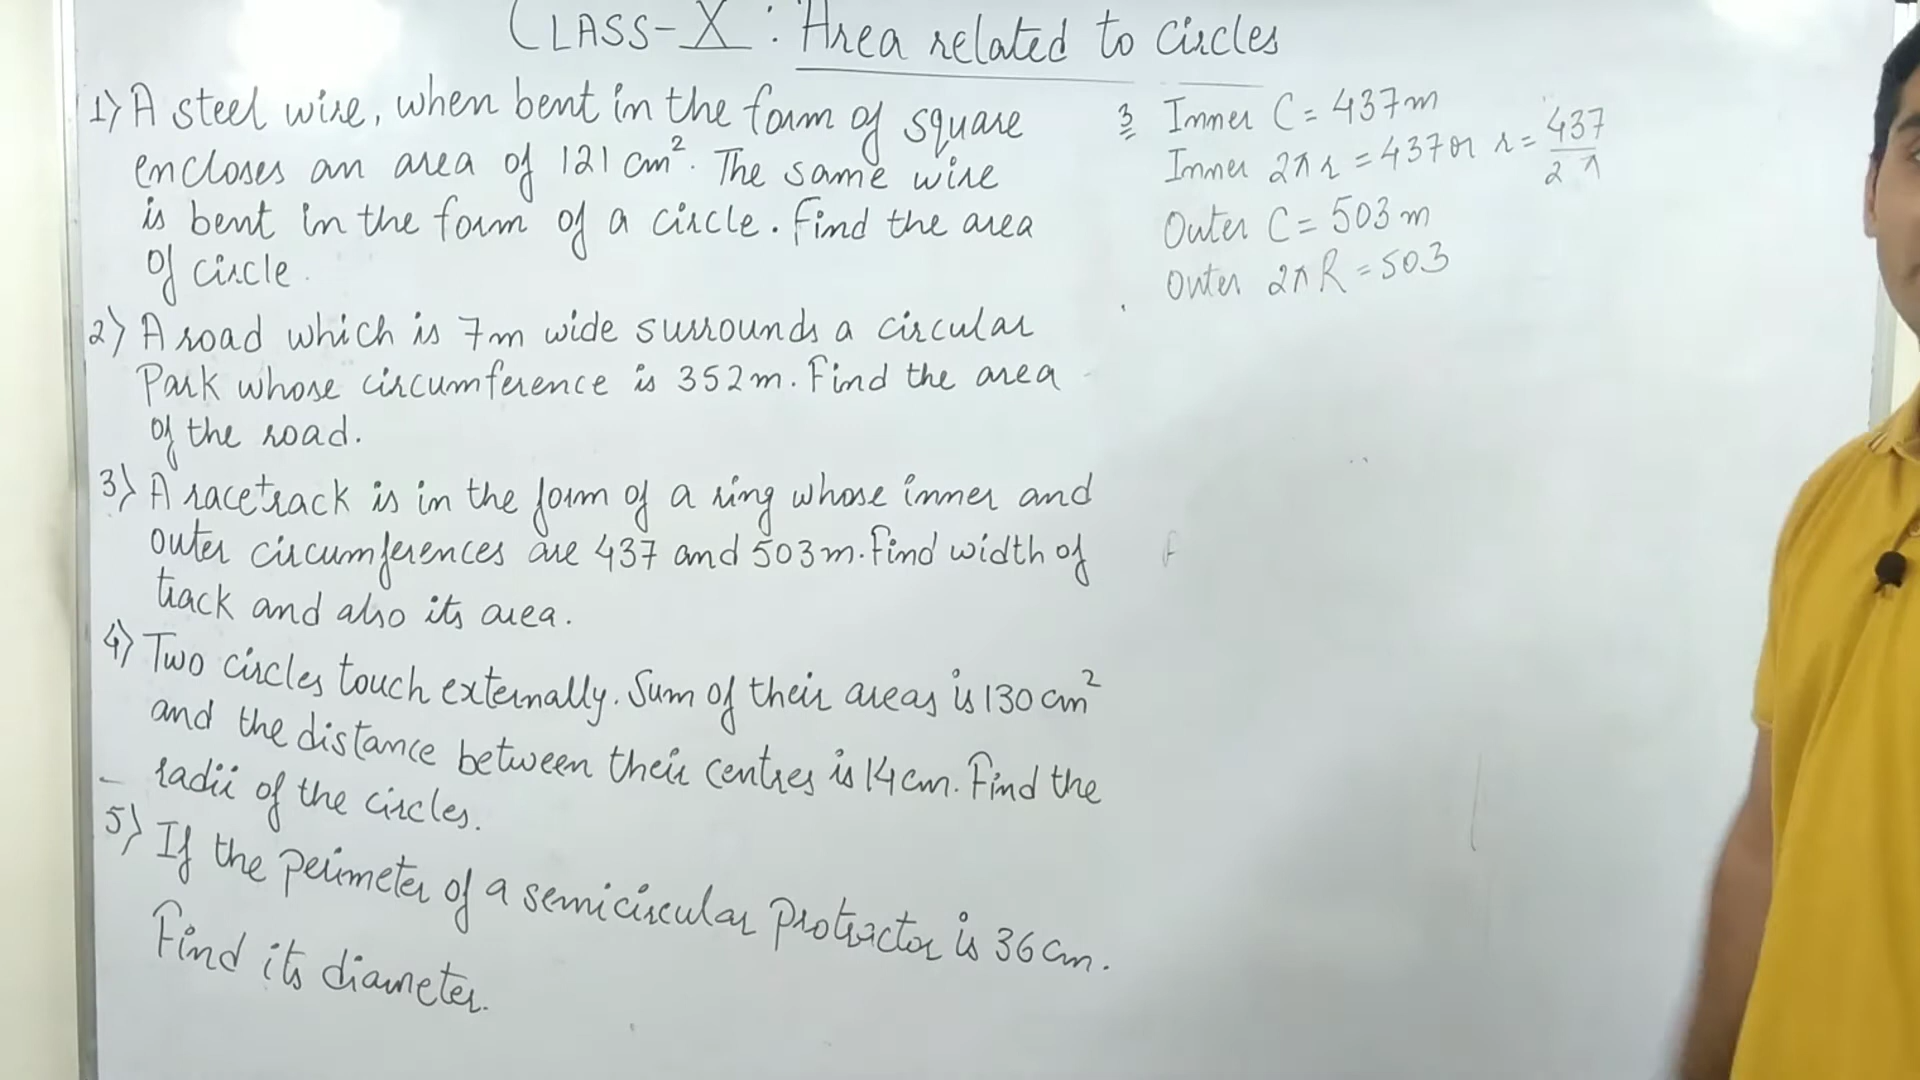 CLASS-X : Area related to circles
1) A steel wire, when bent in the form of square
encloses an area of 121 cm². The same wire
is bent in the form of a circle. Find the area
of circle.
2) A road which is 7m wide surrounds a circular
Park whose circumference is 352m. Find the area
of the road.
3) A racetrack is in the form of a ring whose inner and
outer circumferences are 437 and 503m. Find width of
track and also its area.
4) Two circles touch externally. Sum of their areas is 130 cm²
and the distance between their centres is 14cm. Find the
radii of the circles.
5) If the perimeter of a semicircular protractor is 36cm.
Find its diameter.
3 Inner C = 437m
Inner 2πr = 437 or r = 437/2π
Outer C = 503m
Outer 2πR = 503